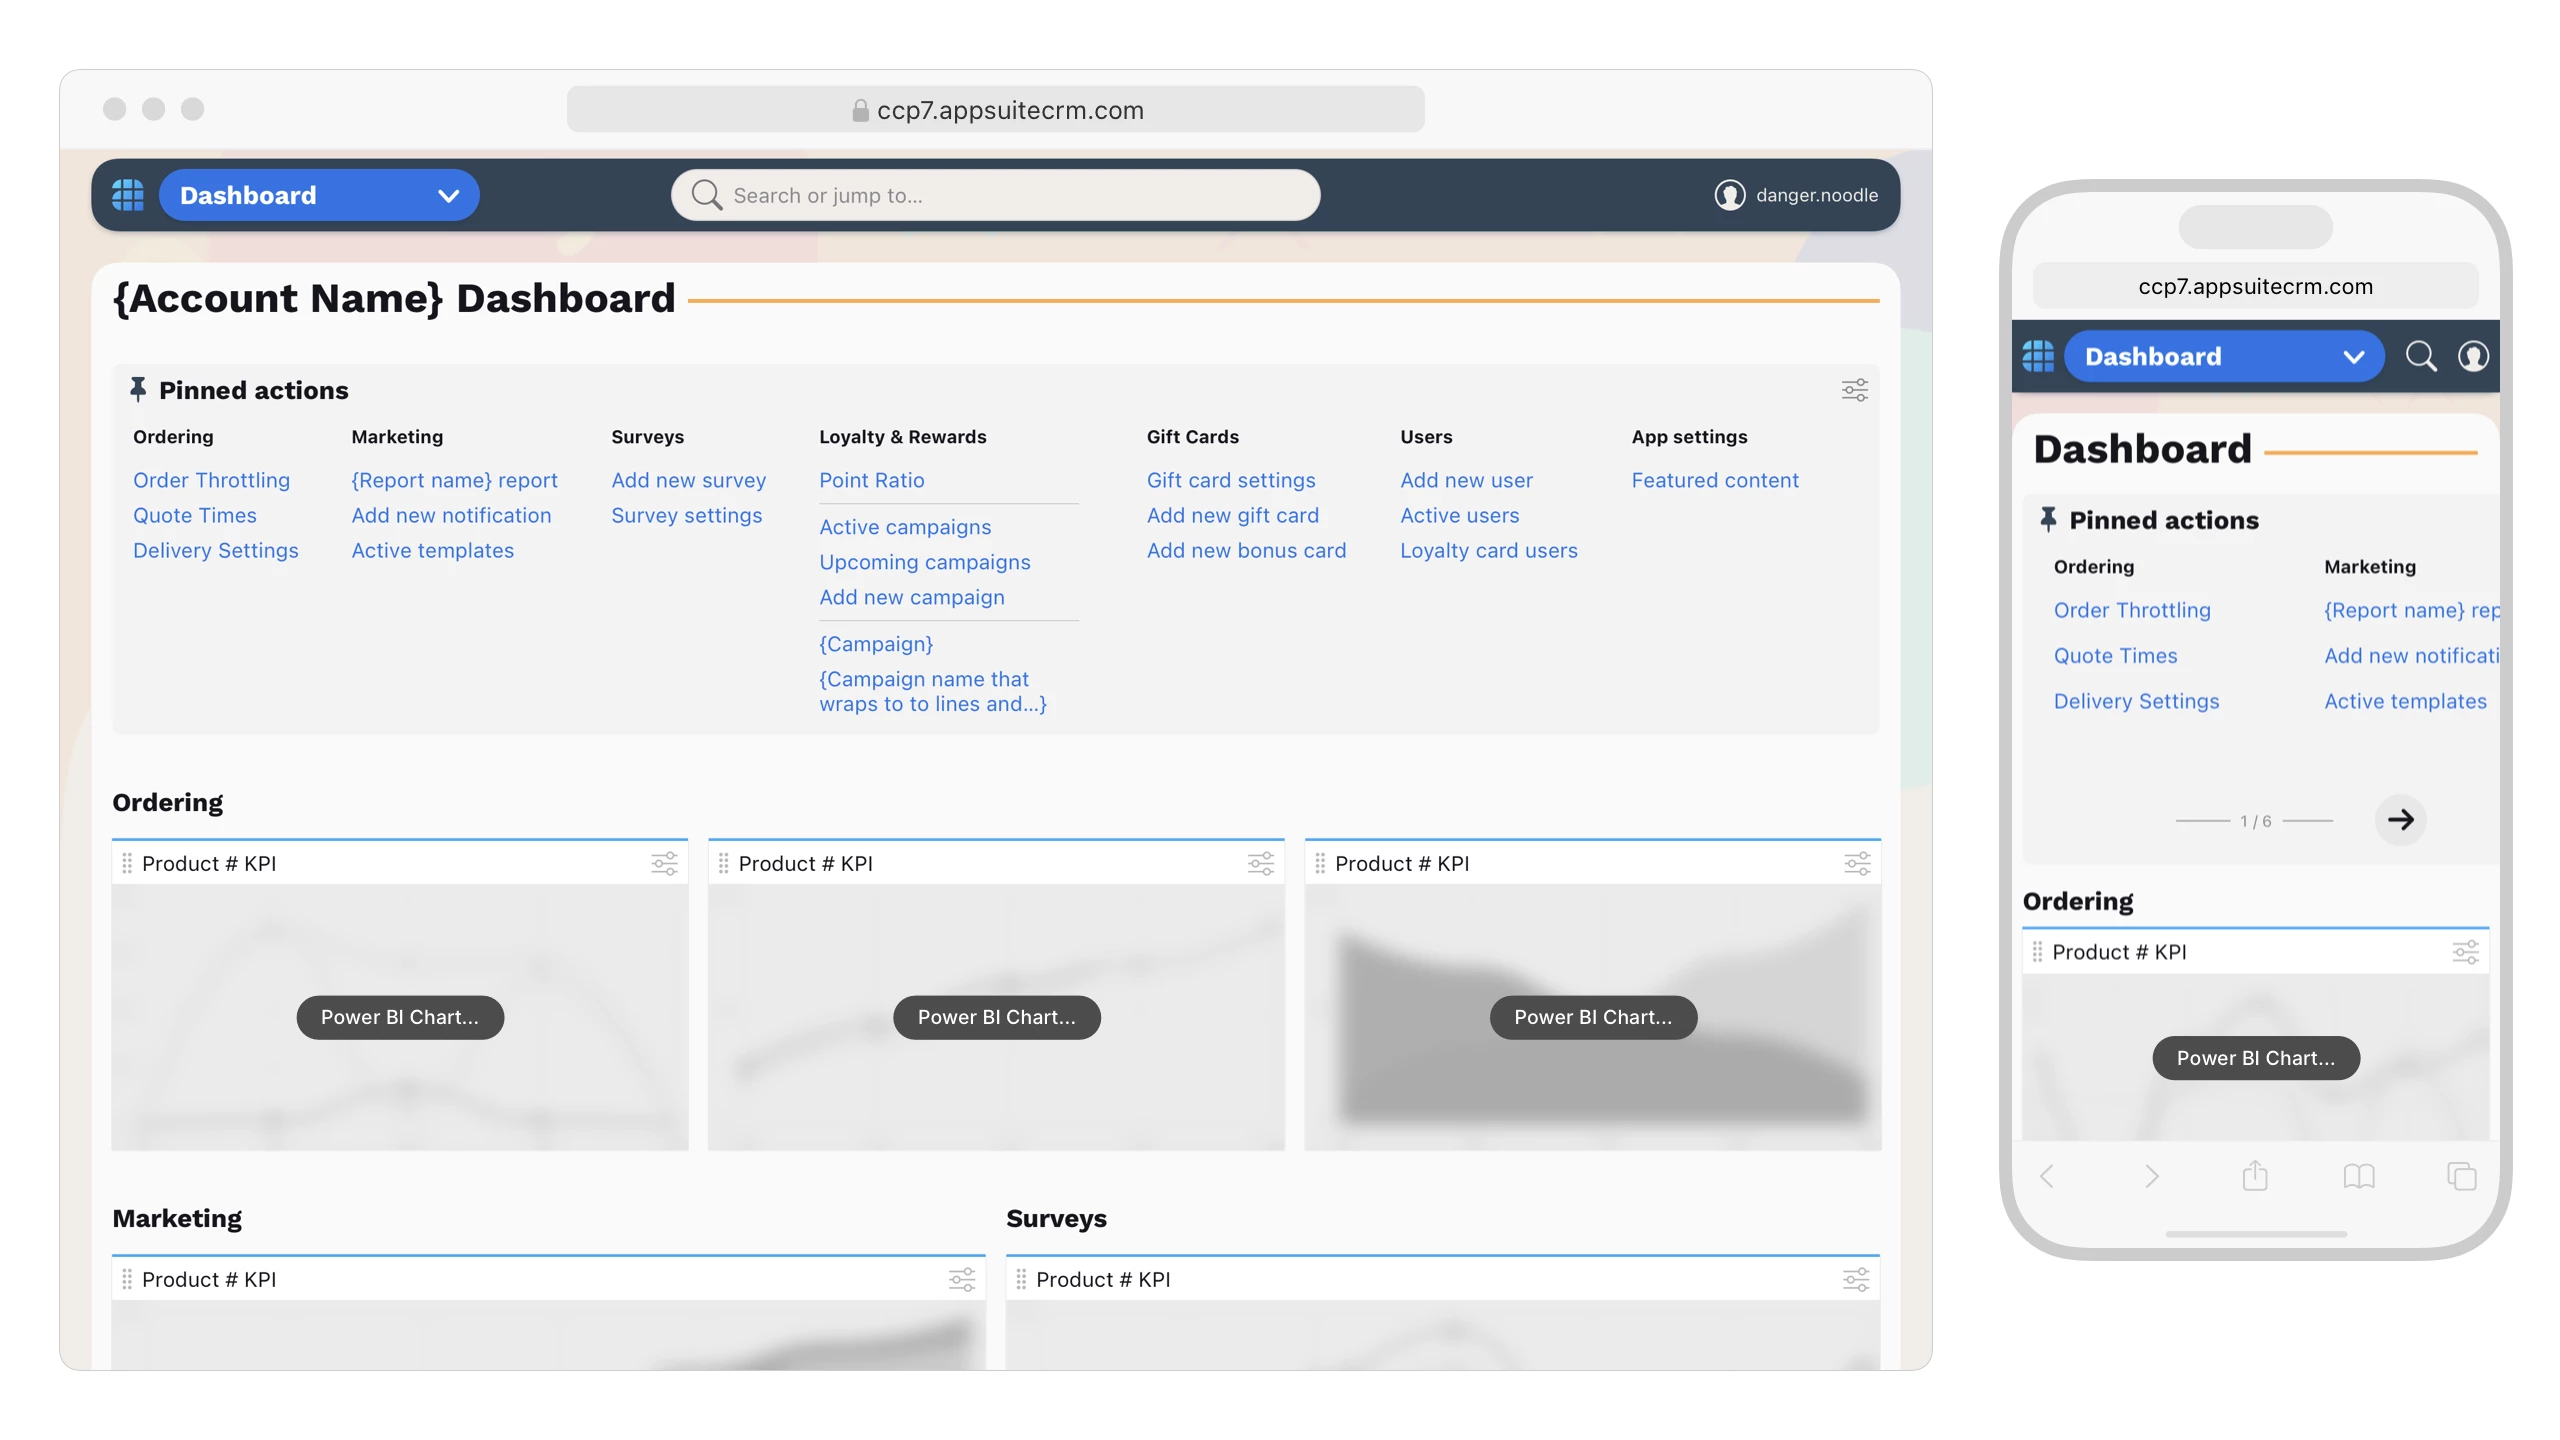 ccp7.appsuitecrm.com
Dashboard
Search or jump to...
danger.noodle
{Account Name} Dashboard
Pinned actions
Ordering
Order Throttling
Quote Times
Delivery Settings
Marketing
{Report name} report
Add new notification
Active templates
Surveys
Add new survey
Survey settings
Loyalty & Rewards
Point Ratio
Active campaigns
Upcoming campaigns
Add new campaign
{Campaign}
{Campaign name that
wraps to to lines and...}
Gift Cards
Gift card settings
Add new gift card
Add new bonus card
Users
Add new user
Active users
Loyalty card users
App settings
Featured content
Ordering
Product # KPI
Power BI Chart...
Product # KPI
Power BI Chart...
Product # KPI
Power BI Chart...
Marketing
Product # KPI
Surveys
Product # KPI
ccp7.appsuitecrm.com
Dashboard
Dashboard
Pinned actions
Ordering
Order Throttling
Quote Times
Delivery Settings
Marketing
{Report name} rep
Add new notificati
Active templates
1 / 6
Ordering
Product # KPI
Power BI Chart...